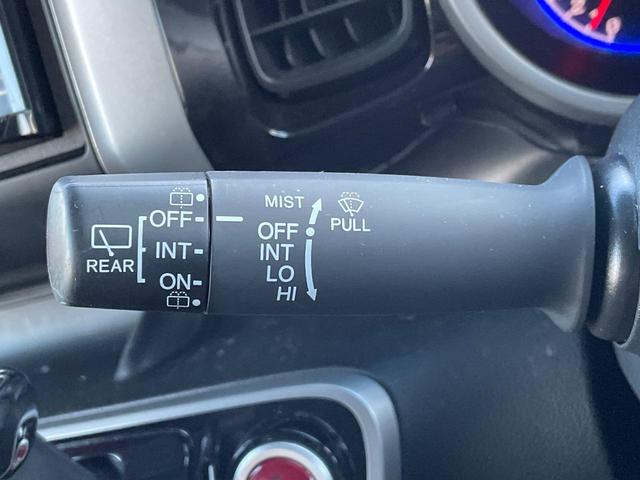 OFF
INT
ON
REAR
MIST
OFF
INT
LO
HI
PULL